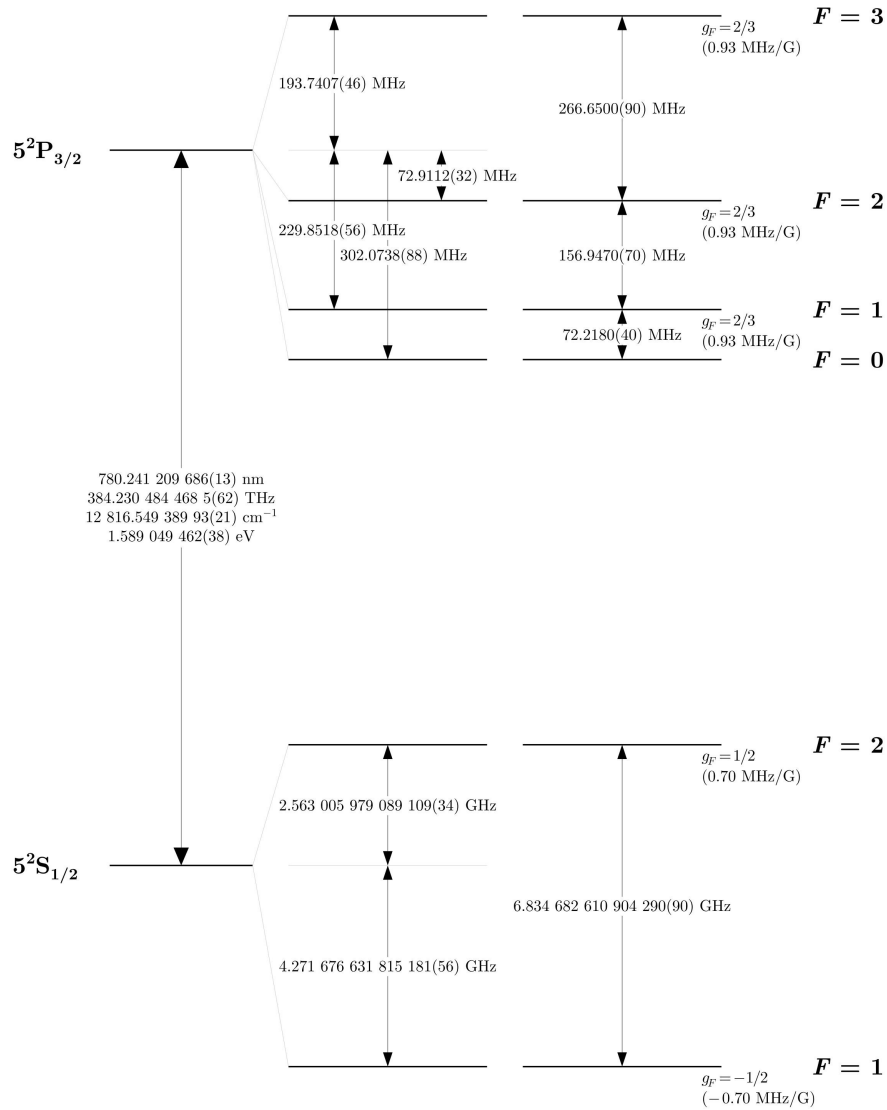 F = 3
g_F = 2/3
(0.93 MHz/G)
193.7407(46) MHz
266.6500(90) MHz
5²P₃/₂
72.9112(32) MHz
F = 2
g_F = 2/3
(0.93 MHz/G)
229.8518(56) MHz
302.0738(88) MHz
156.9470(70) MHz
F = 1
g_F = 2/3
(0.93 MHz/G)
72.2180(40) MHz
F = 0
780.241 209 686(13) nm
384.230 484 468 5(62) THz
12 816.549 389 93(21) cm⁻¹
1.589 049 462(38) eV
F = 2
g_F = 1/2
(0.70 MHz/G)
2.563 005 979 089 109(34) GHz
5²S₁/₂
6.834 682 610 904 290(90) GHz
4.271 676 631 815 181(56) GHz
F = 1
g_F = −1/2
(−0.70 MHz/G)